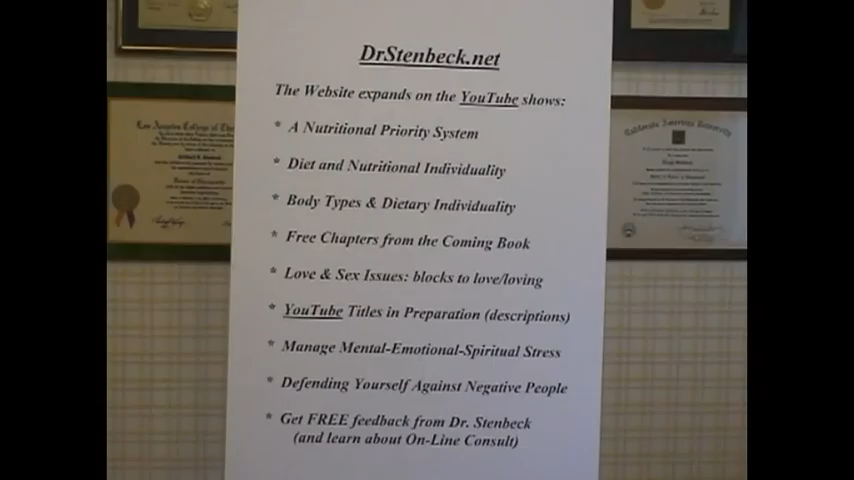 DrStenbeck.net
The Website expands on the YouTube shows:
* A Nutritional Priority System
* Diet and Nutritional Individuality
* Body Types & Dietary Individuality
* Free Chapters from the Coming Book
* Love & Sex Issues: blocks to love/loving
* YouTube Titles in Preparation (descriptions)
* Manage Mental-Emotional-Spiritual Stress
* Defending Yourself Against Negative People
* Get FREE feedback from Dr. Stenbeck
(and learn about On-Line Consult)
Los Angeles College of
California American University